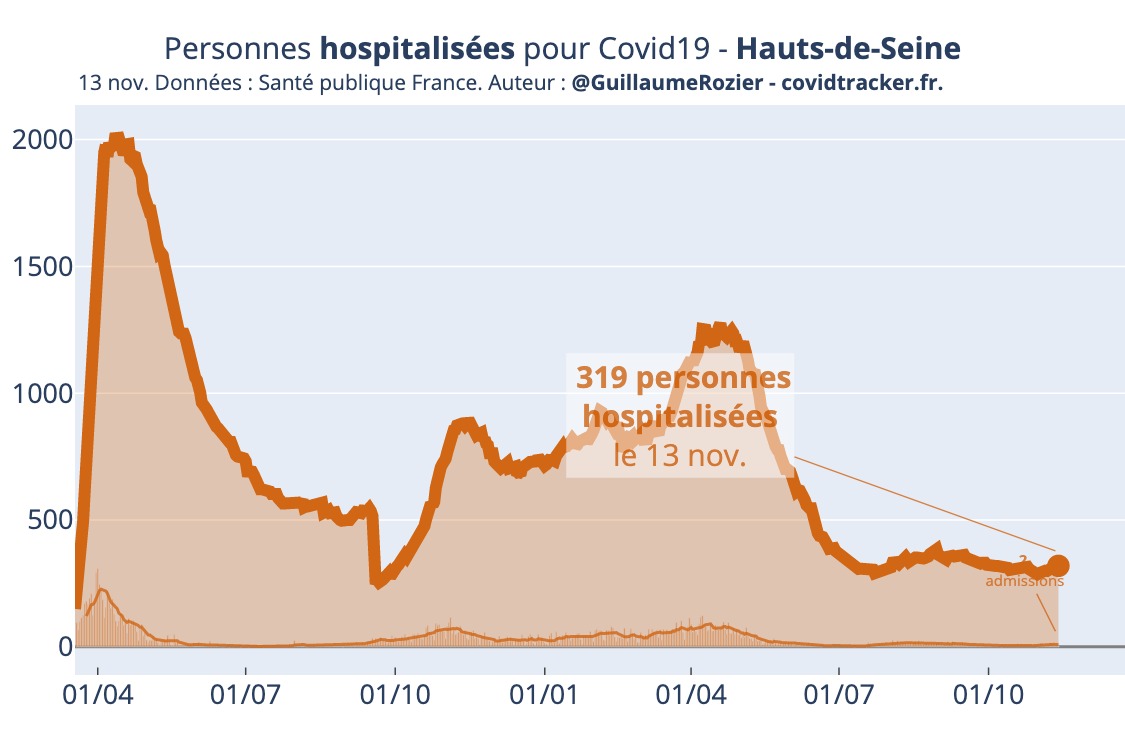 Personnes hospitalisées pour Covid19 - Hauts-de-Seine
13 nov. Données : Santé publique France. Auteur : @GuillaumeRozier - covidtracker.fr.
2000
1500
1000
500
0
319 personnes
hospitalisées
le 13 nov.
2
admissions
01/04
01/07
01/10
01/01
01/04
01/07
01/10